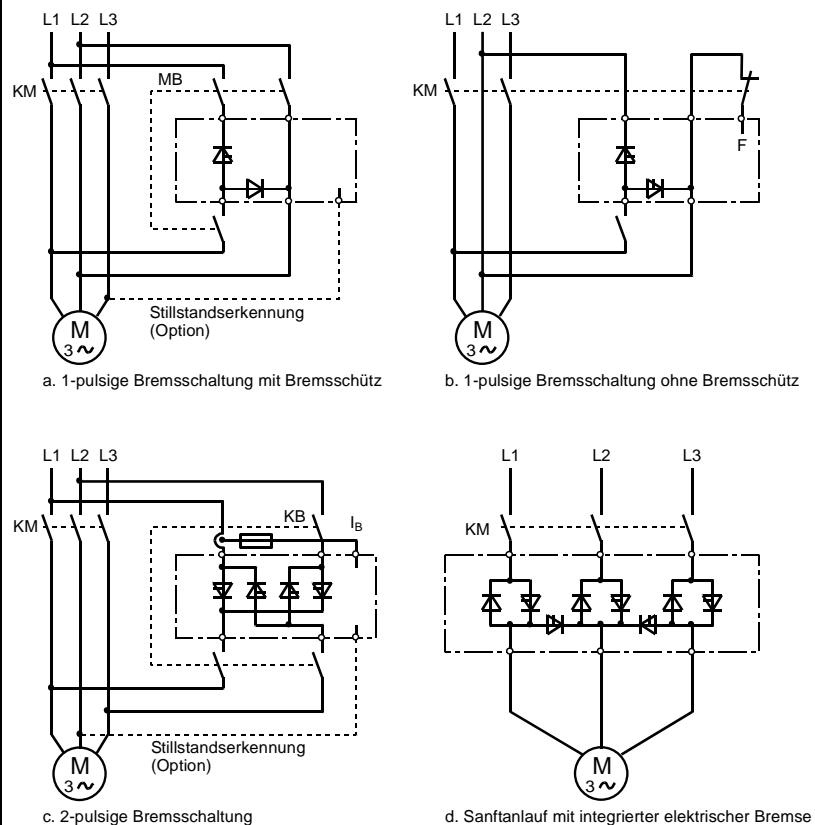 L1 L2 L3
KM
MB
Stillstandserkennung
(Option)
M
3 ~
a. 1-pulsige Bremsschaltung mit Bremsschütz
L1 L2 L3
KM
F
M
3 ~
b. 1-pulsige Bremsschaltung ohne Bremsschütz
L1 L2 L3
KM
KB
IB
Stillstandserkennung
(Option)
M
3 ~
c. 2-pulsige Bremsschaltung
L1 L2 L3
KM
M
3 ~
d. Sanftanlauf mit integrierter elektrischer Bremse